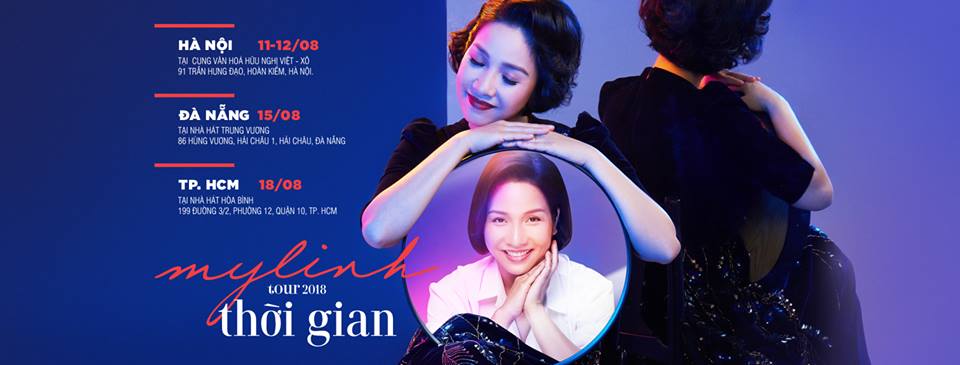 HÀ NỘI 11-12/08
TẠI CUNG VĂN HOÁ HỮU NGHỊ VIỆT - XÔ
91 TRẦN HƯNG ĐẠO, HOÀN KIẾM, HÀ NỘI.
ĐÀ NẴNG 15/08
TẠI NHÀ HÁT TRƯNG VƯƠNG
86 HÙNG VƯƠNG, HẢI CHÂU 1, HẢI CHÂU, ĐÀ NẴNG
TP. HCM 18/08
TẠI NHÀ HÁT HÒA BÌNH
199 ĐƯỜNG 3/2, PHƯỜNG 12, QUẬN 10, TP. HCM
mylinh
tour 2018
thời gian